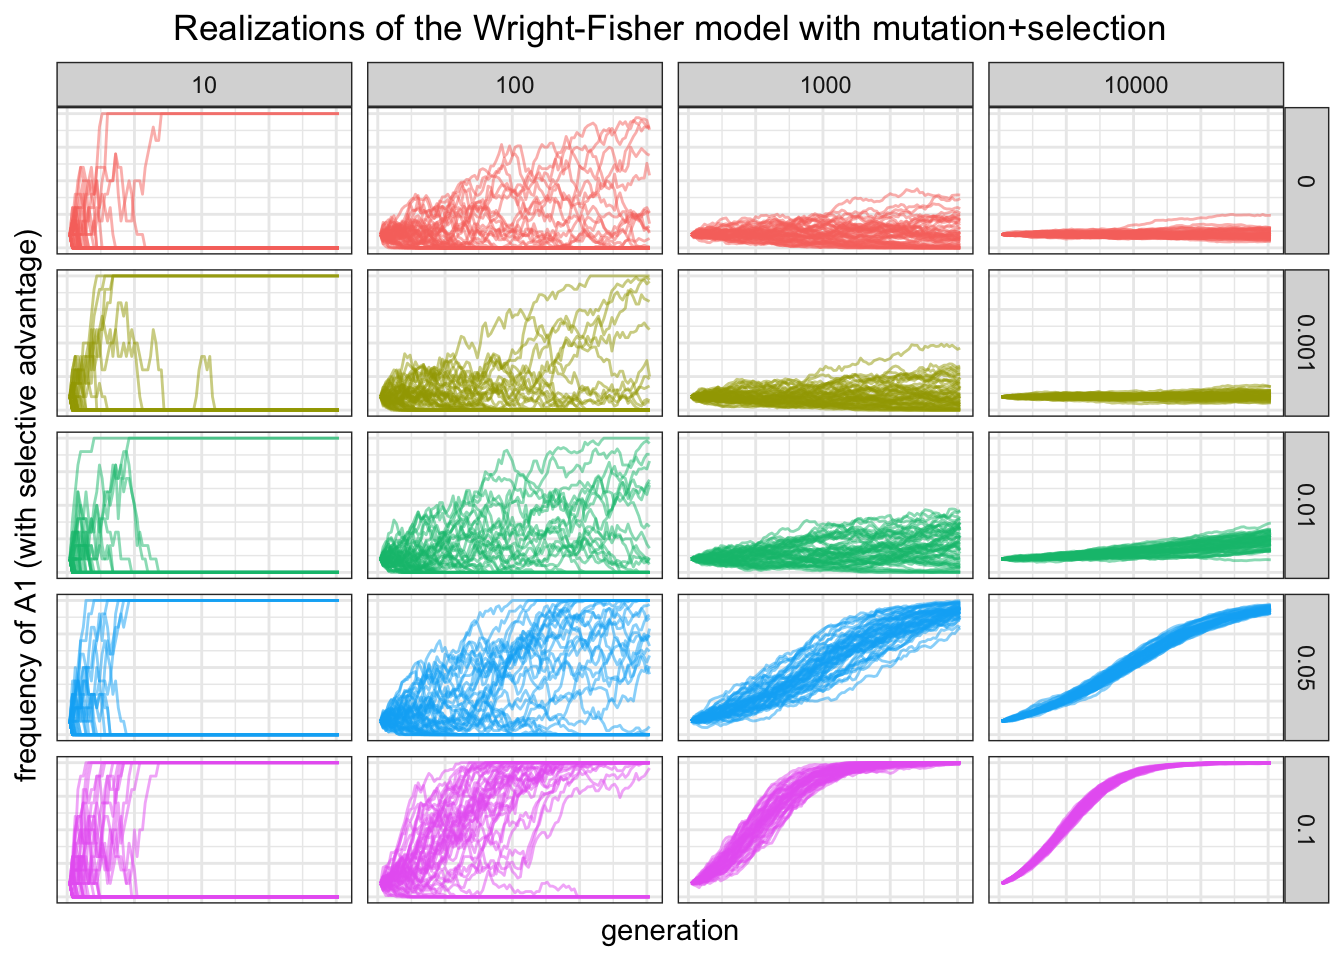 Realizations of the Wright-Fisher model with mutation+selection
10 100 1000 10000
frequency of A1 (with selective advantage)
0
0.001
0.01
0.05
0.1
generation